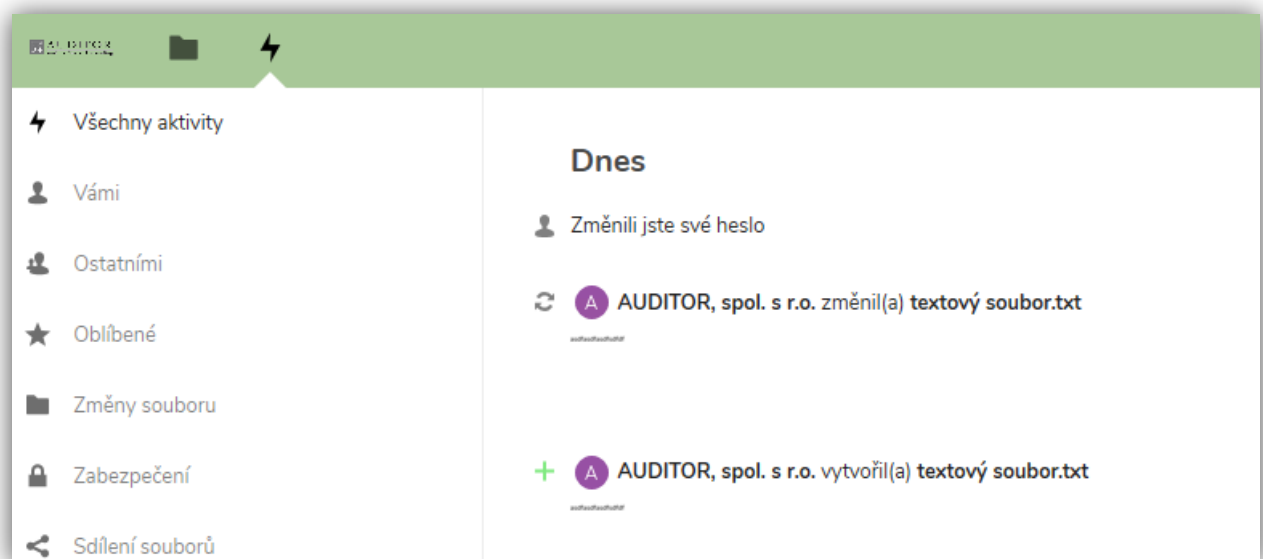 AUDITOR
Všechny aktivity
Vámi
Ostatními
Oblíbené
Změny souboru
Zabezpečení
Sdílení souborů
Dnes
Změnili jste své heslo
A AUDITOR, spol. s r.o. změnil(a) textový soubor.txt
A AUDITOR, spol. s r.o. vytvořil(a) textový soubor.txt